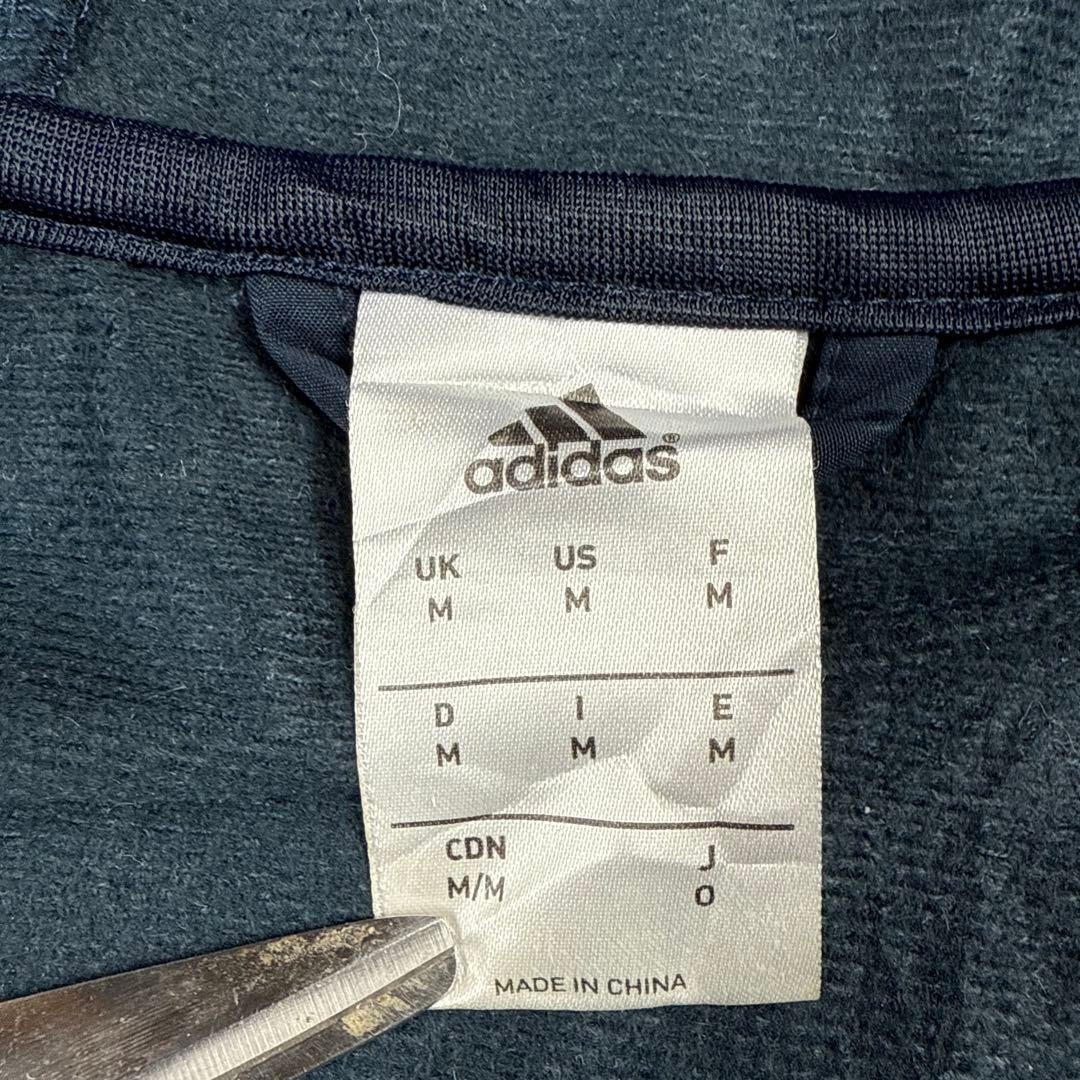 adidas®
UK US F
M M M
D I E
M M M
CDN J
M/M O
MADE IN CHINA